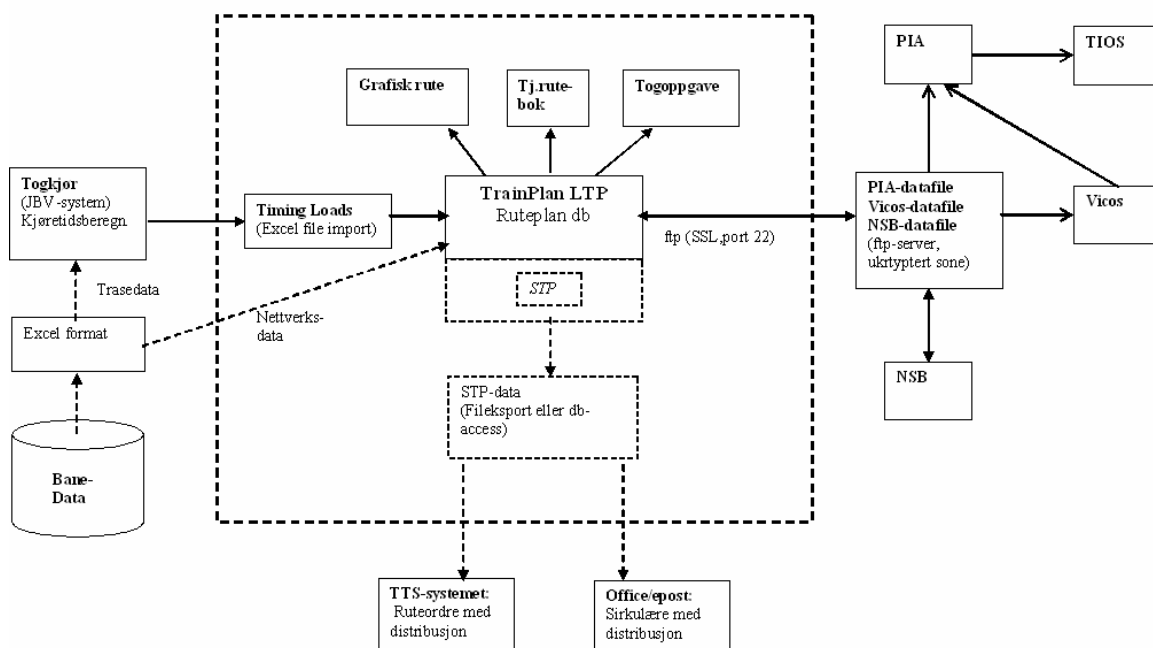 PIA
TIOS
Grafisk rute
Tj.rute-
bok
Togoppgave
Togkjør
(JBV-system)
Kjøretidsberegn
Timing Loads
(Excel file import)
TrainPlan LTP
Ruteplan db
ftp (SSL,port 22)
PIA-datafile
Vicos-datafile
NSB-datafile
(ftp-server,
ukrtyptert sone)
Vicos
STP
Trasedata
Nettverks-
data
Excel format
NSB
STP-data
(Fileksport eller db-
access)
Bane-
Data
TTS-systemet:
Ruteordre med
distribusjon
Office/epost:
Sirkulære med
distribusjon